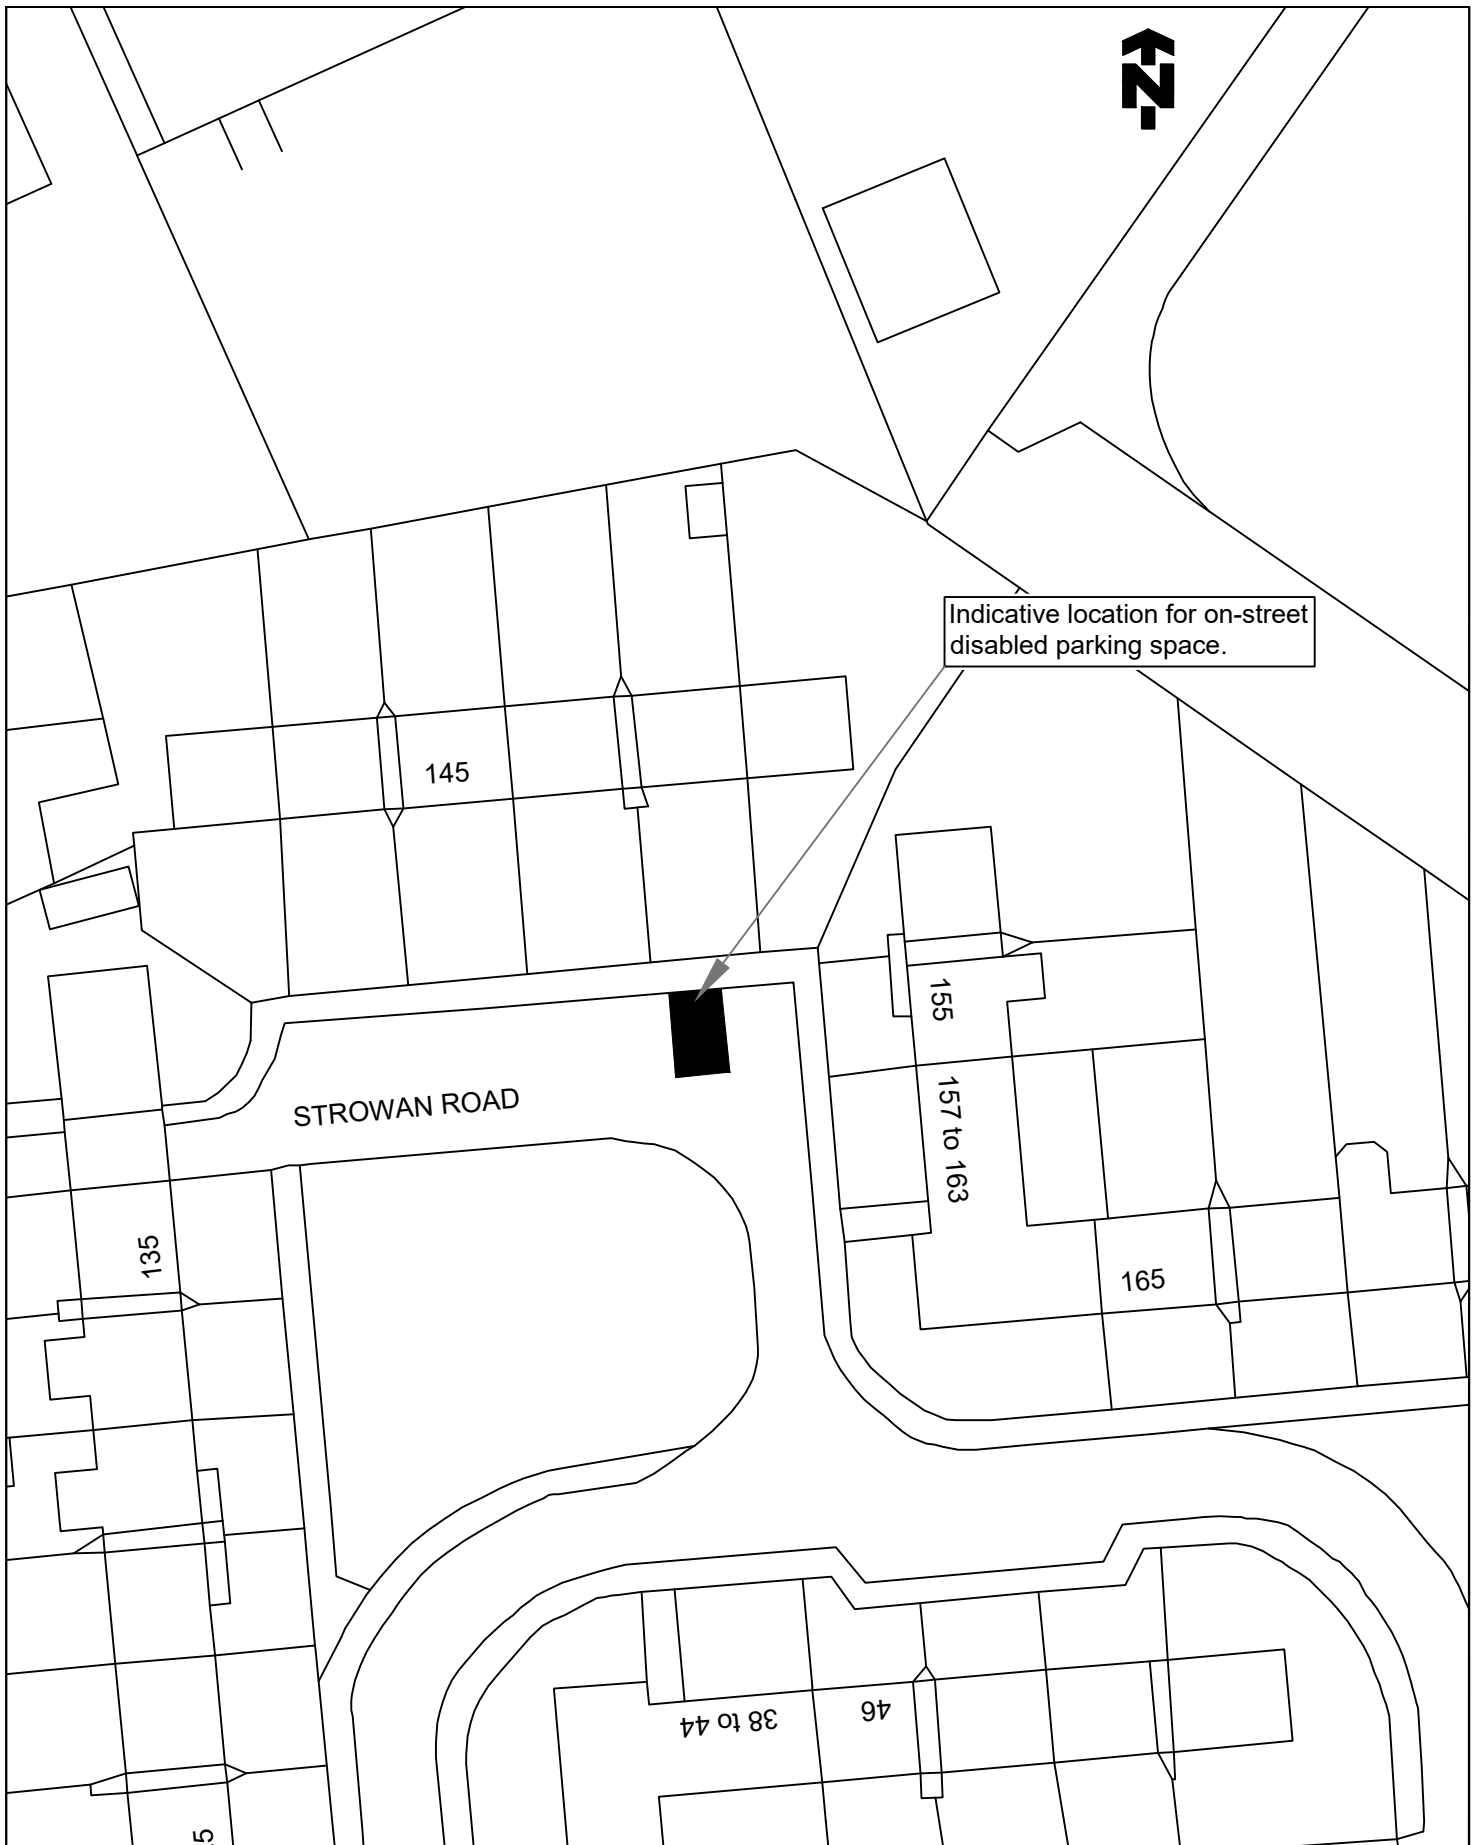 N
Indicative location for on-street
disabled parking space.
145
155
STROWAN ROAD
157 to 163
135
165
38 to 44
46
5